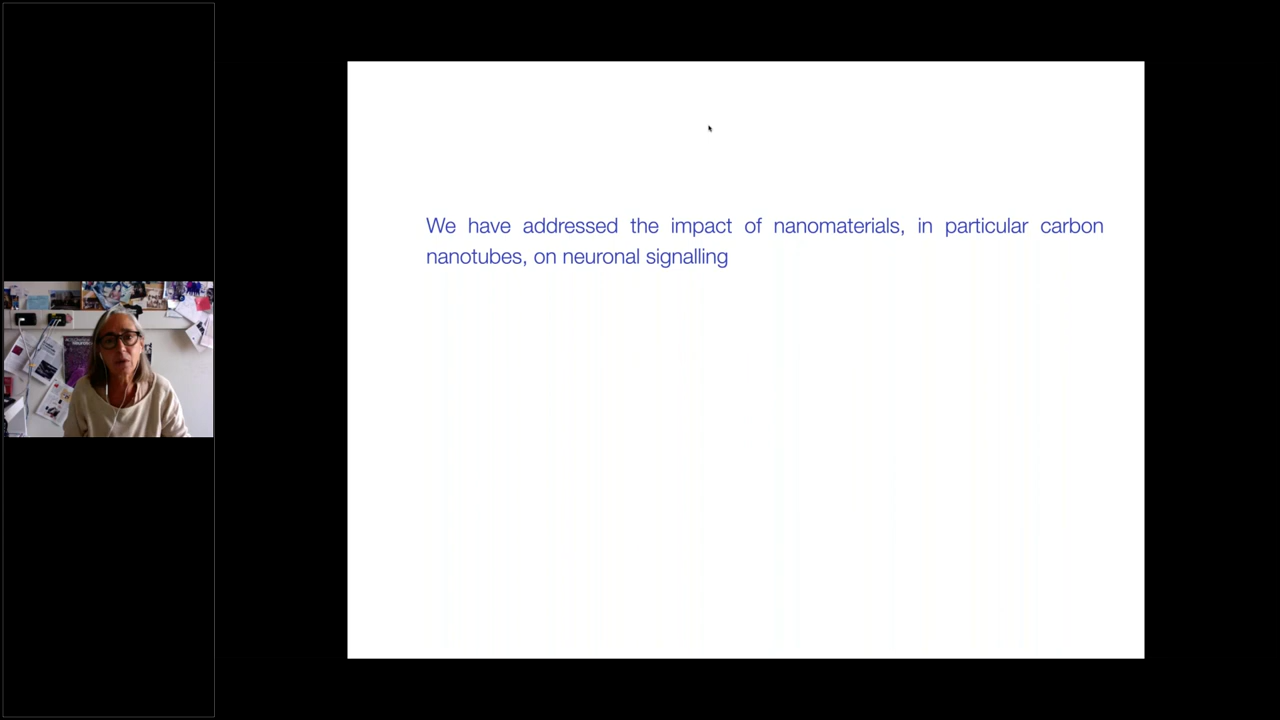 We have addressed the impact of nanomaterials, in particular carbon
nanotubes, on neuronal signalling